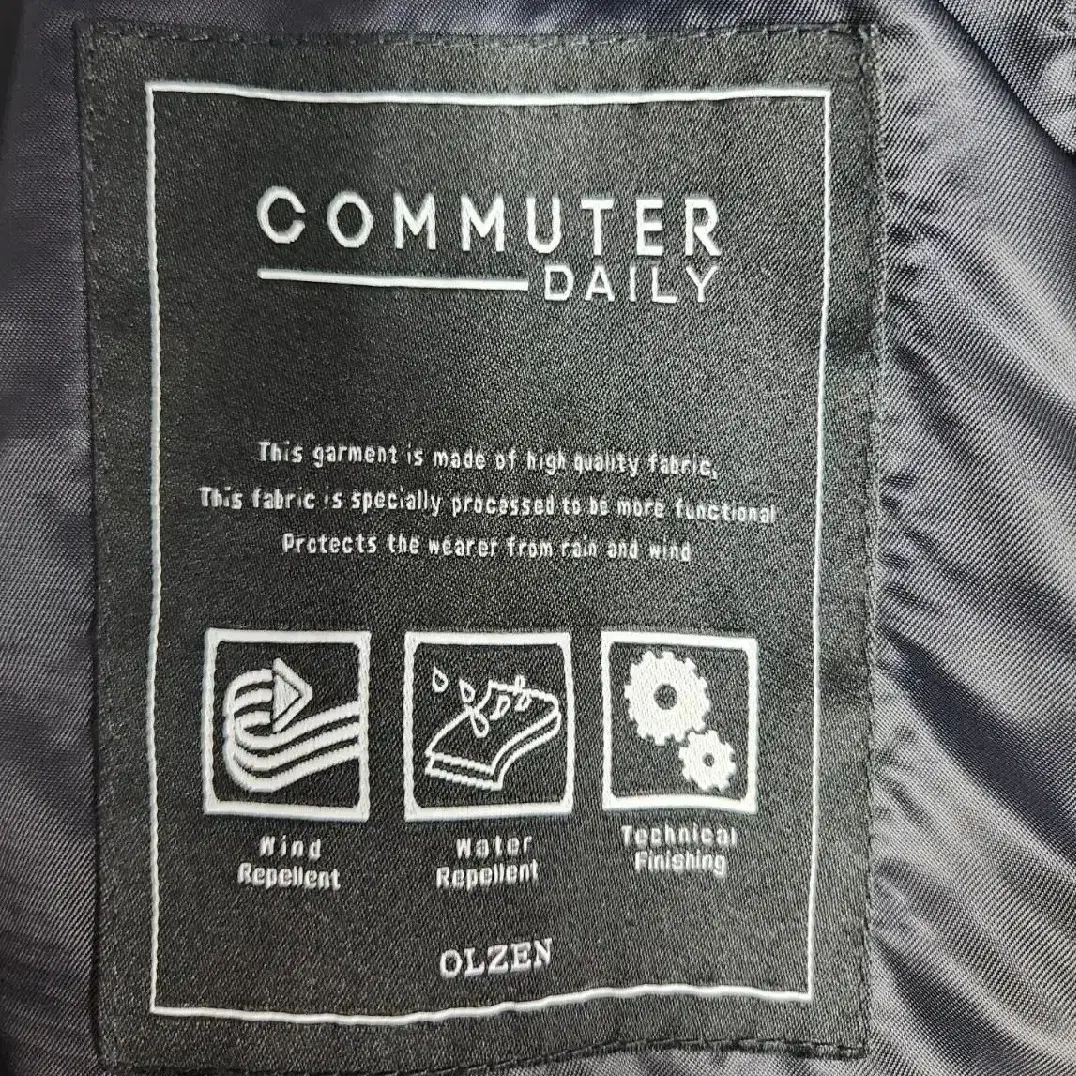 COMMUTER
DAILY
This garment is made of high quality fabric,
This fabric is specially processed to be more functional
Protects the wearer from rain and wind
Wind
Repellent
Water
Repellent
Technical
Finishing
OLZEN